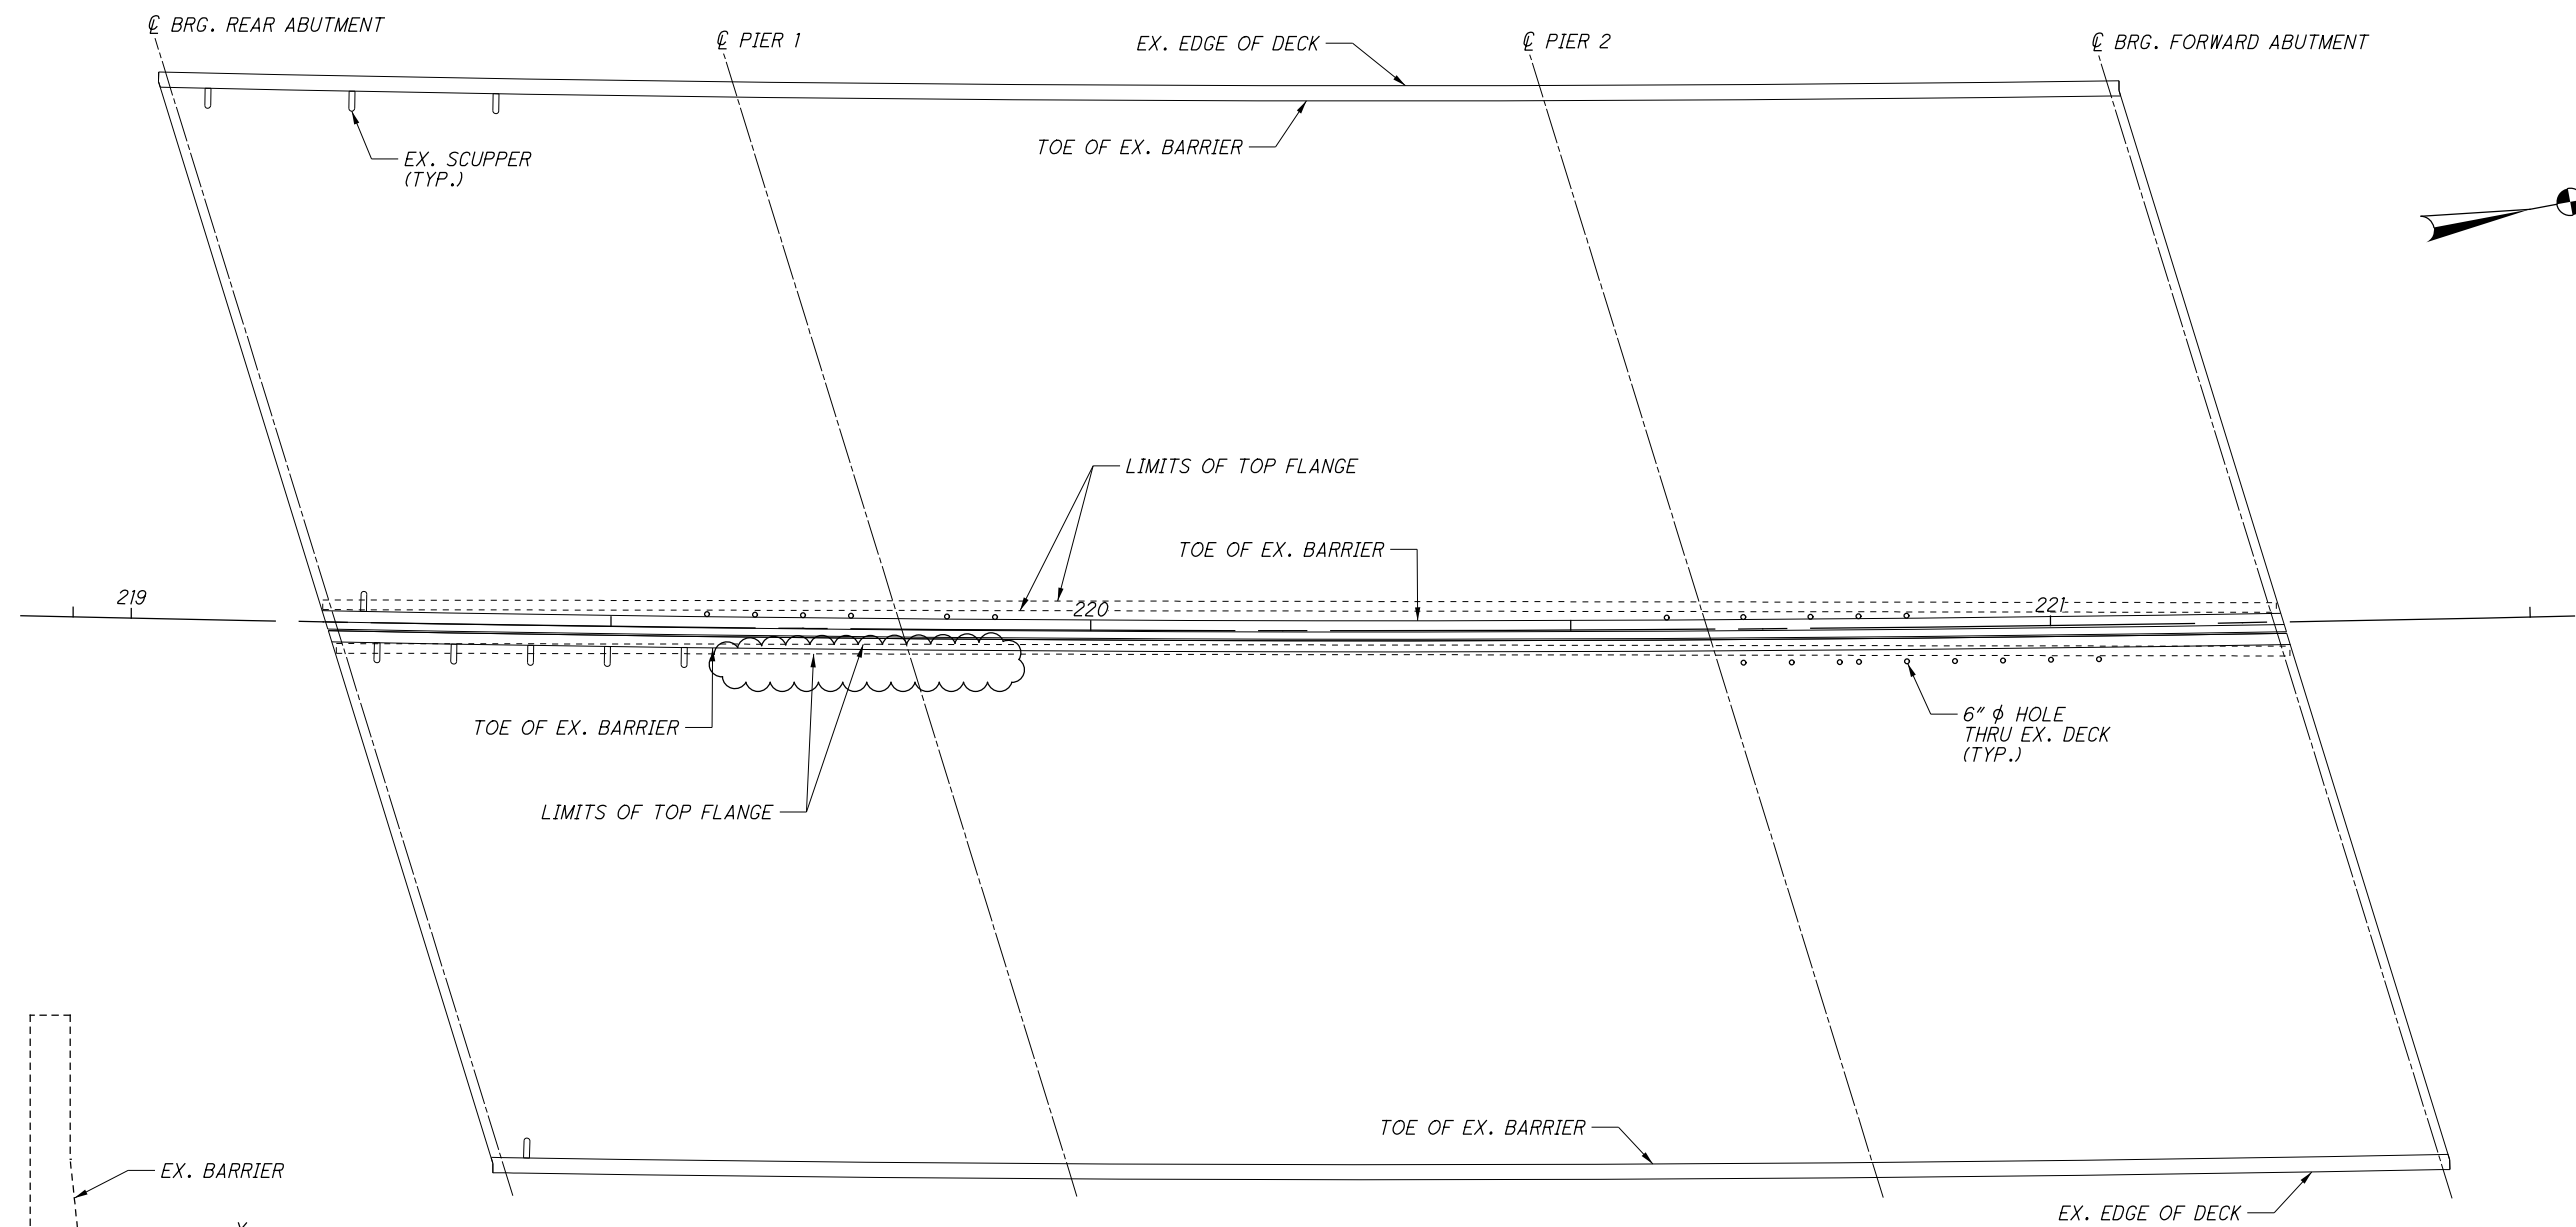 ℄ BRG. REAR ABUTMENT
℄ PIER 1
EX. EDGE OF DECK
℄ PIER 2
℄ BRG. FORWARD ABUTMENT
TOE OF EX. BARRIER
EX. SCUPPER
(TYP.)
LIMITS OF TOP FLANGE
TOE OF EX. BARRIER
219
220
221
TOE OF EX. BARRIER
6" ϕ HOLE
THRU EX. DECK
(TYP.)
LIMITS OF TOP FLANGE
TOE OF EX. BARRIER
EX. BARRIER
EX. EDGE OF DECK